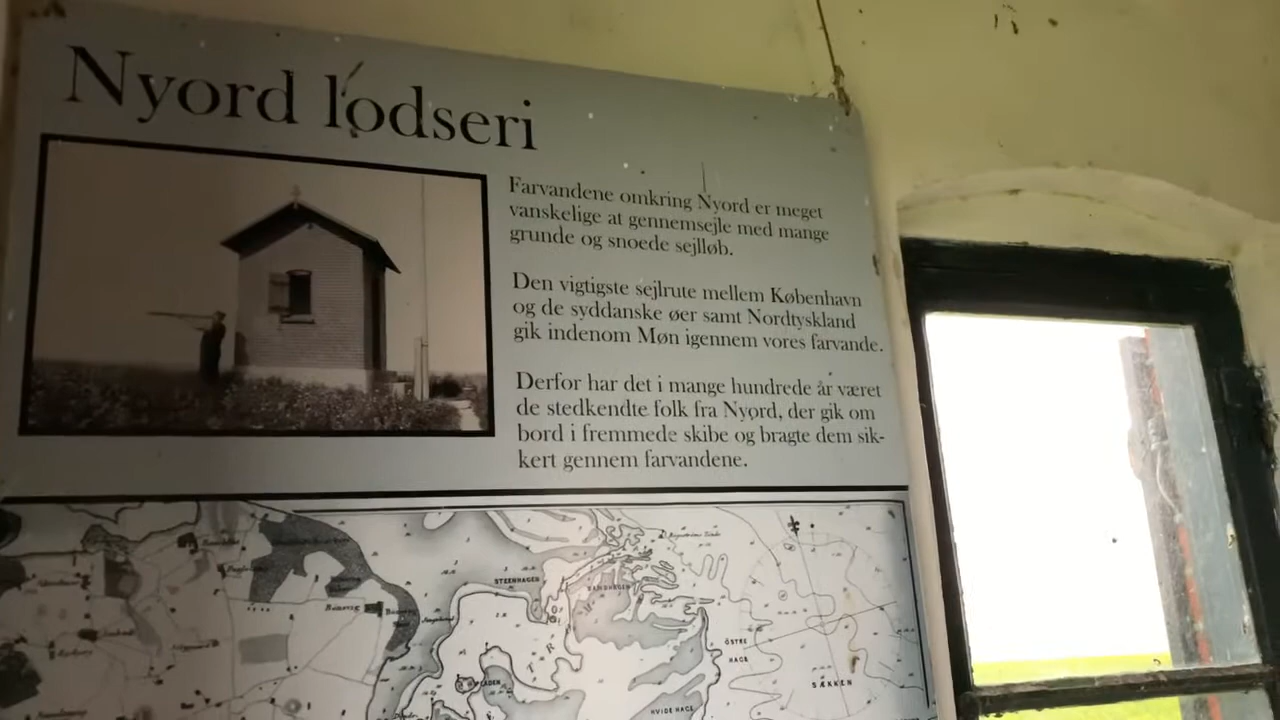 Nyord lodseri
Farvandene omkring Nyord er meget
vanskelige at gennemsejle med mange
grunde og snoede sejlløb.
Den vigtigste sejlrute mellem København
og de syddanske øer samt Nordtyskland
gik indenom Møn igennem vores farvande.
Derfor har det i mange hundrede år været
de stedkendte folk fra Nyord, der gik om
bord i fremmede skibe og bragte dem sik-
kert gennem farvandene.
STEENHAGEN
SANDHAGEN
ÖSTRE
HAGE
SÆKKEN
HVIDE HAGE